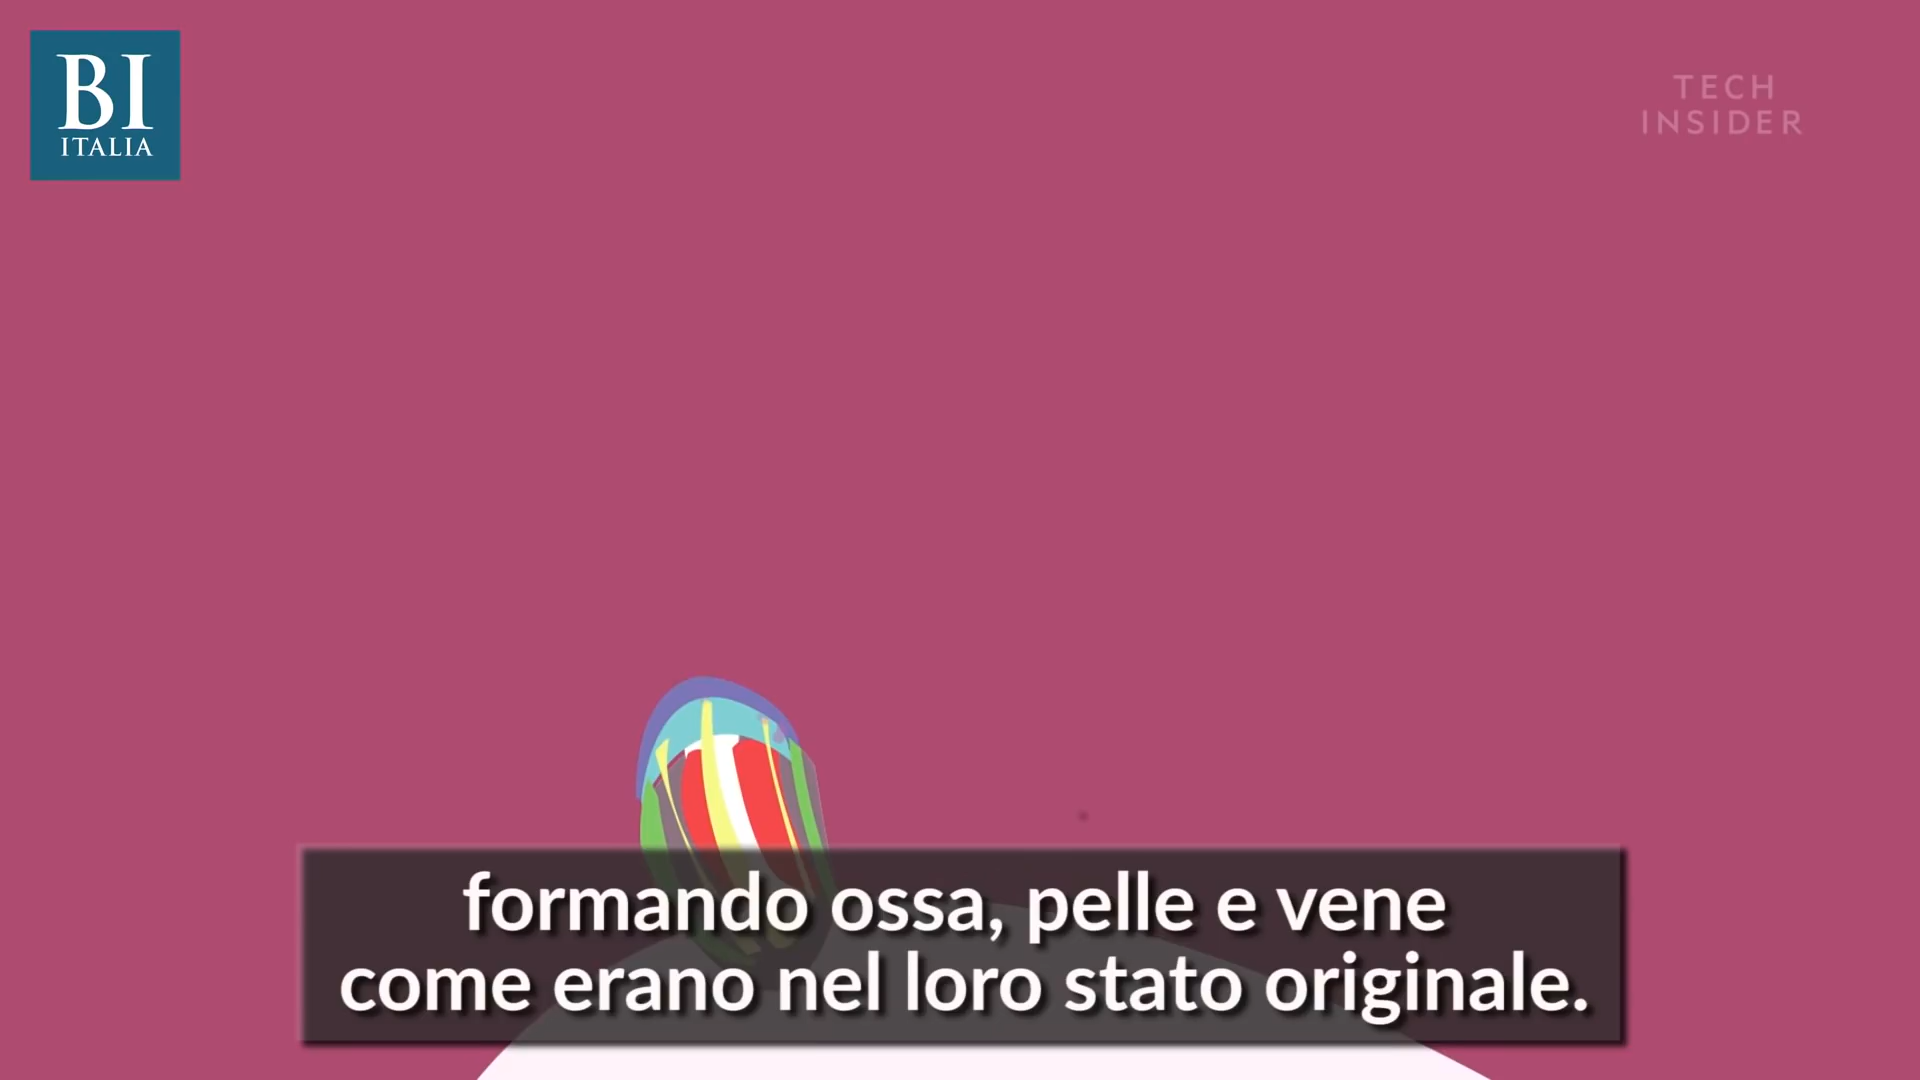 BI
ITALIA
TECH
INSIDER
formando ossa, pelle e vene
come erano nel loro stato originale.